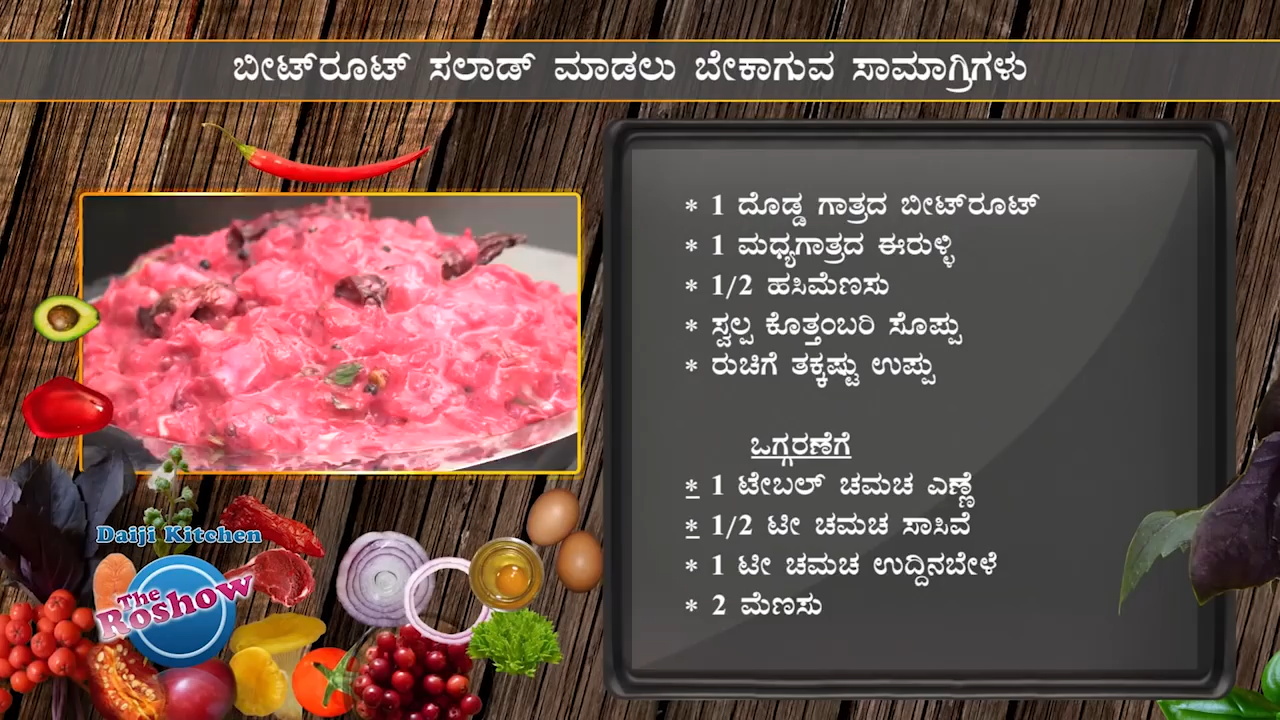 ಬೀಟ್‌ರೂಟ್ ಸಲಾಡ್ ಮಾಡಲು ಬೇಕಾಗುವ ಸಾಮಾಗ್ರಿಗಳು
* 1 ದೊಡ್ಡ ಗಾತ್ರದ ಬೀಟ್‌ರೂಟ್
* 1 ಮಧ್ಯಗಾತ್ರದ ಈರುಳ್ಳಿ
* 1/2 ಹಸಿಮೆಣಸು
* ಸ್ವಲ್ಪ ಕೊತ್ತಂಬರಿ ಸೊಪ್ಪು
* ರುಚಿಗೆ ತಕ್ಕಷ್ಟು ಉಪ್ಪು
ಒಗ್ಗರಣೆಗೆ
* 1 ಟೇಬಲ್ ಚಮಚ ಎಣ್ಣೆ
* 1/2 ಟೀ ಚಮಚ ಸಾಸಿವೆ
* 1 ಟೀ ಚಮಚ ಉದ್ದಿನಬೇಳೆ
* 2 ಮೆಣಸು
Daiji Kitchen
The
Roshow